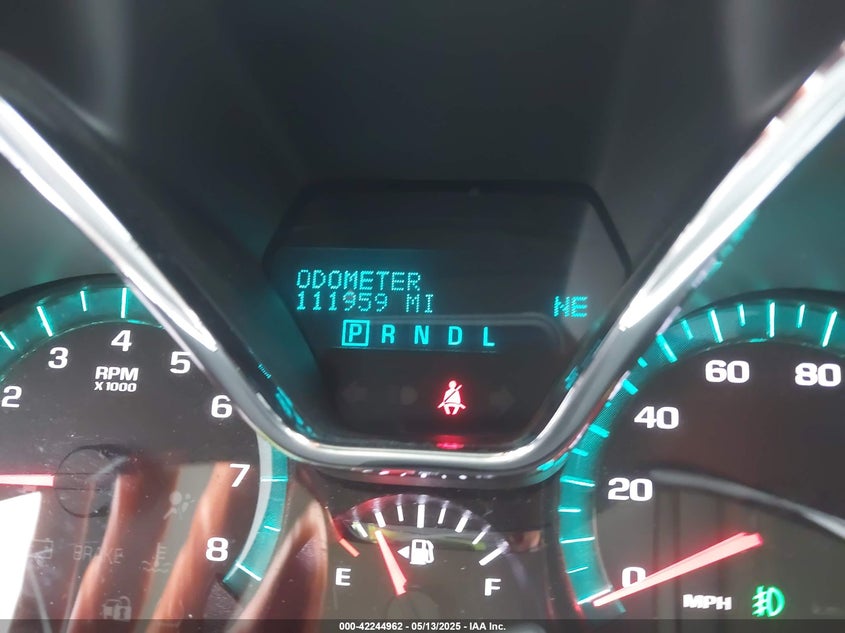 ODOMETER
111959 MI NE
P R N D L
2 3 4 5 6 7 8
RPM
X1000
20 40 60 80
0
MPH
BRAKE
E F
000-42244962 - 05/13/2025 - IAA Inc.